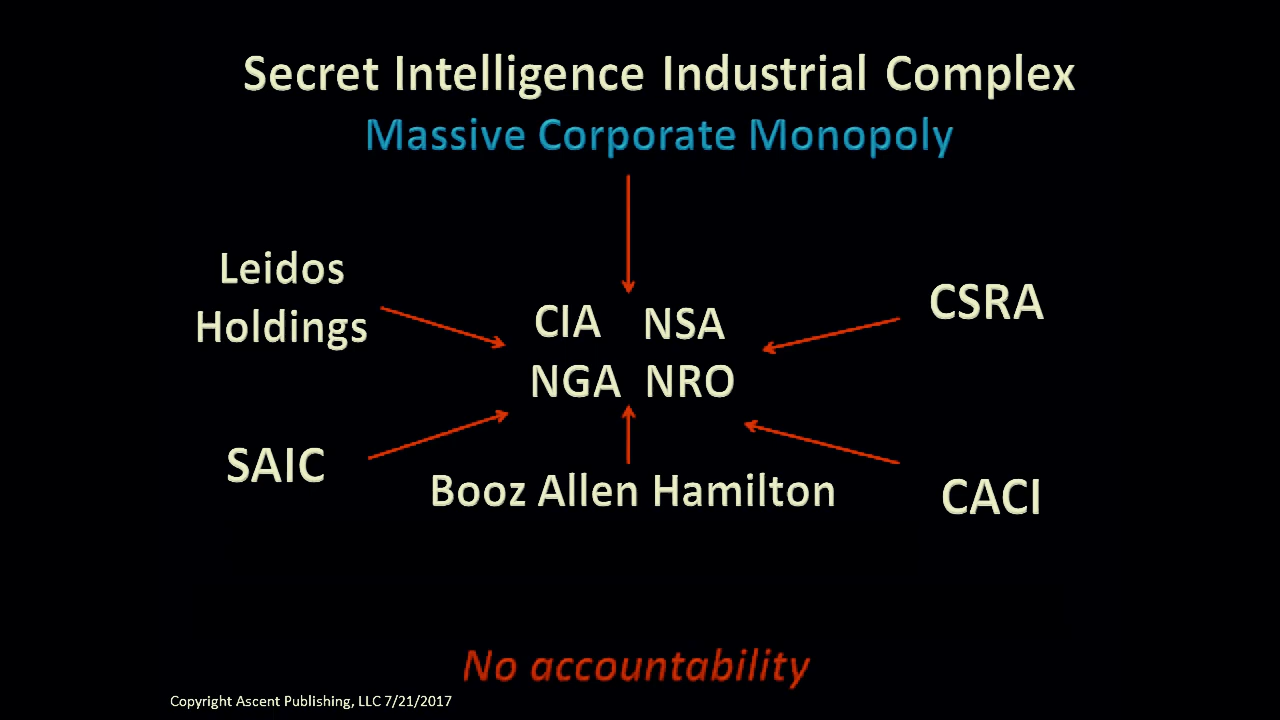 Secret Intelligence Industrial Complex
Massive Corporate Monopoly
Leidos
Holdings
CIA NSA
NGA NRO
CSRA
SAIC
Booz Allen Hamilton
CACI
No accountability
Copyright Ascent Publishing, LLC 7/21/2017